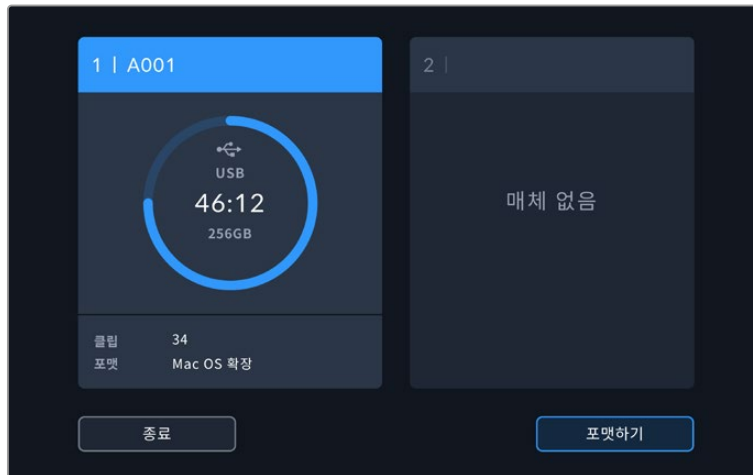 1 | A001
USB
46:12
256GB
클립 34
포맷 Mac OS 확장
2 |
매체 없음
종료
포맷하기